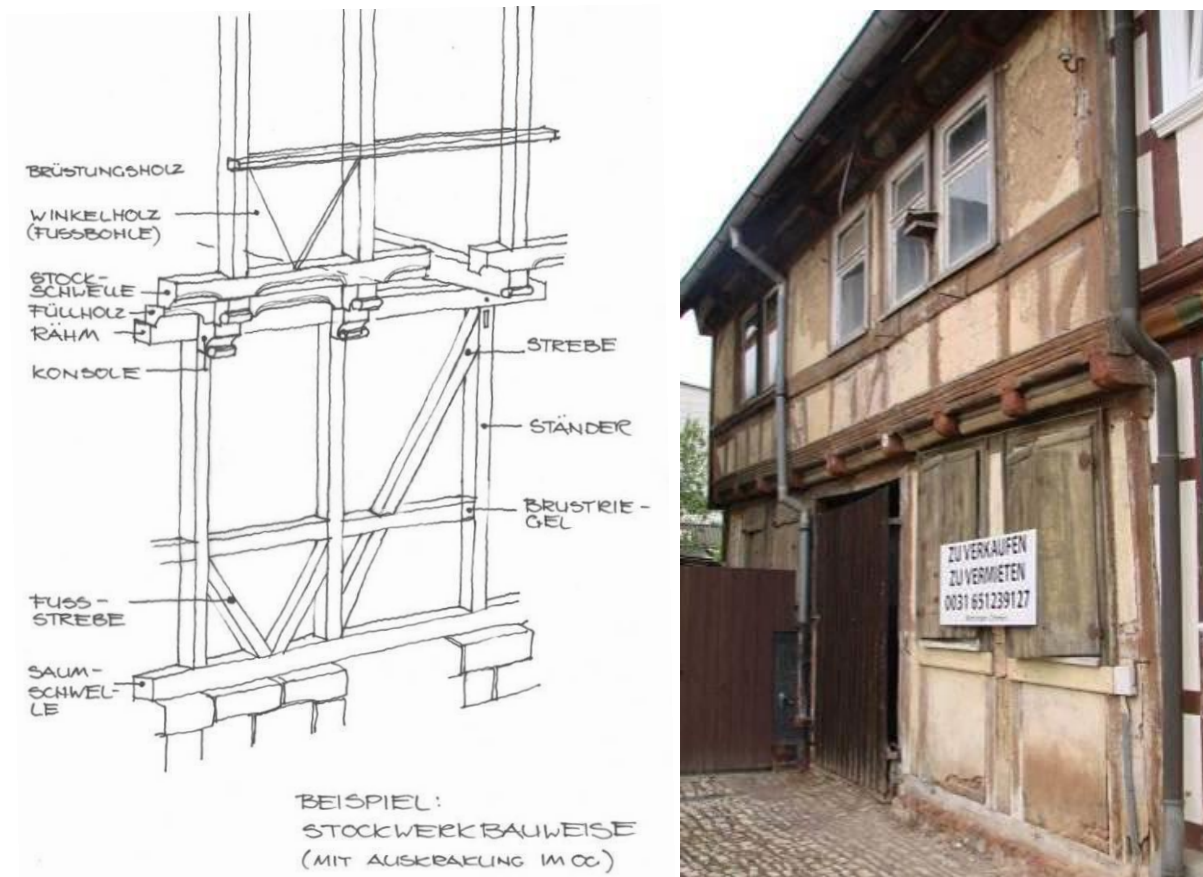 BRÜSTUNGSHOLZ
WINKELHOLZ
(FUSSBOHLE)
STOCK-
SCHWELLE
FÜLLHOLZ
RÄHM
KONSOLE
STREBE
STÄNDER
BRUSTRIE-
GEL
FUSS-
STREBE
SAUM-
SCHWEL-
LE
BEISPIEL:
STOCKWERKBAUWEISE
(MIT AUSKRAKUNG IM OG)
ZU VERKAUFEN
ZU VERMIETEN
0031 651239127